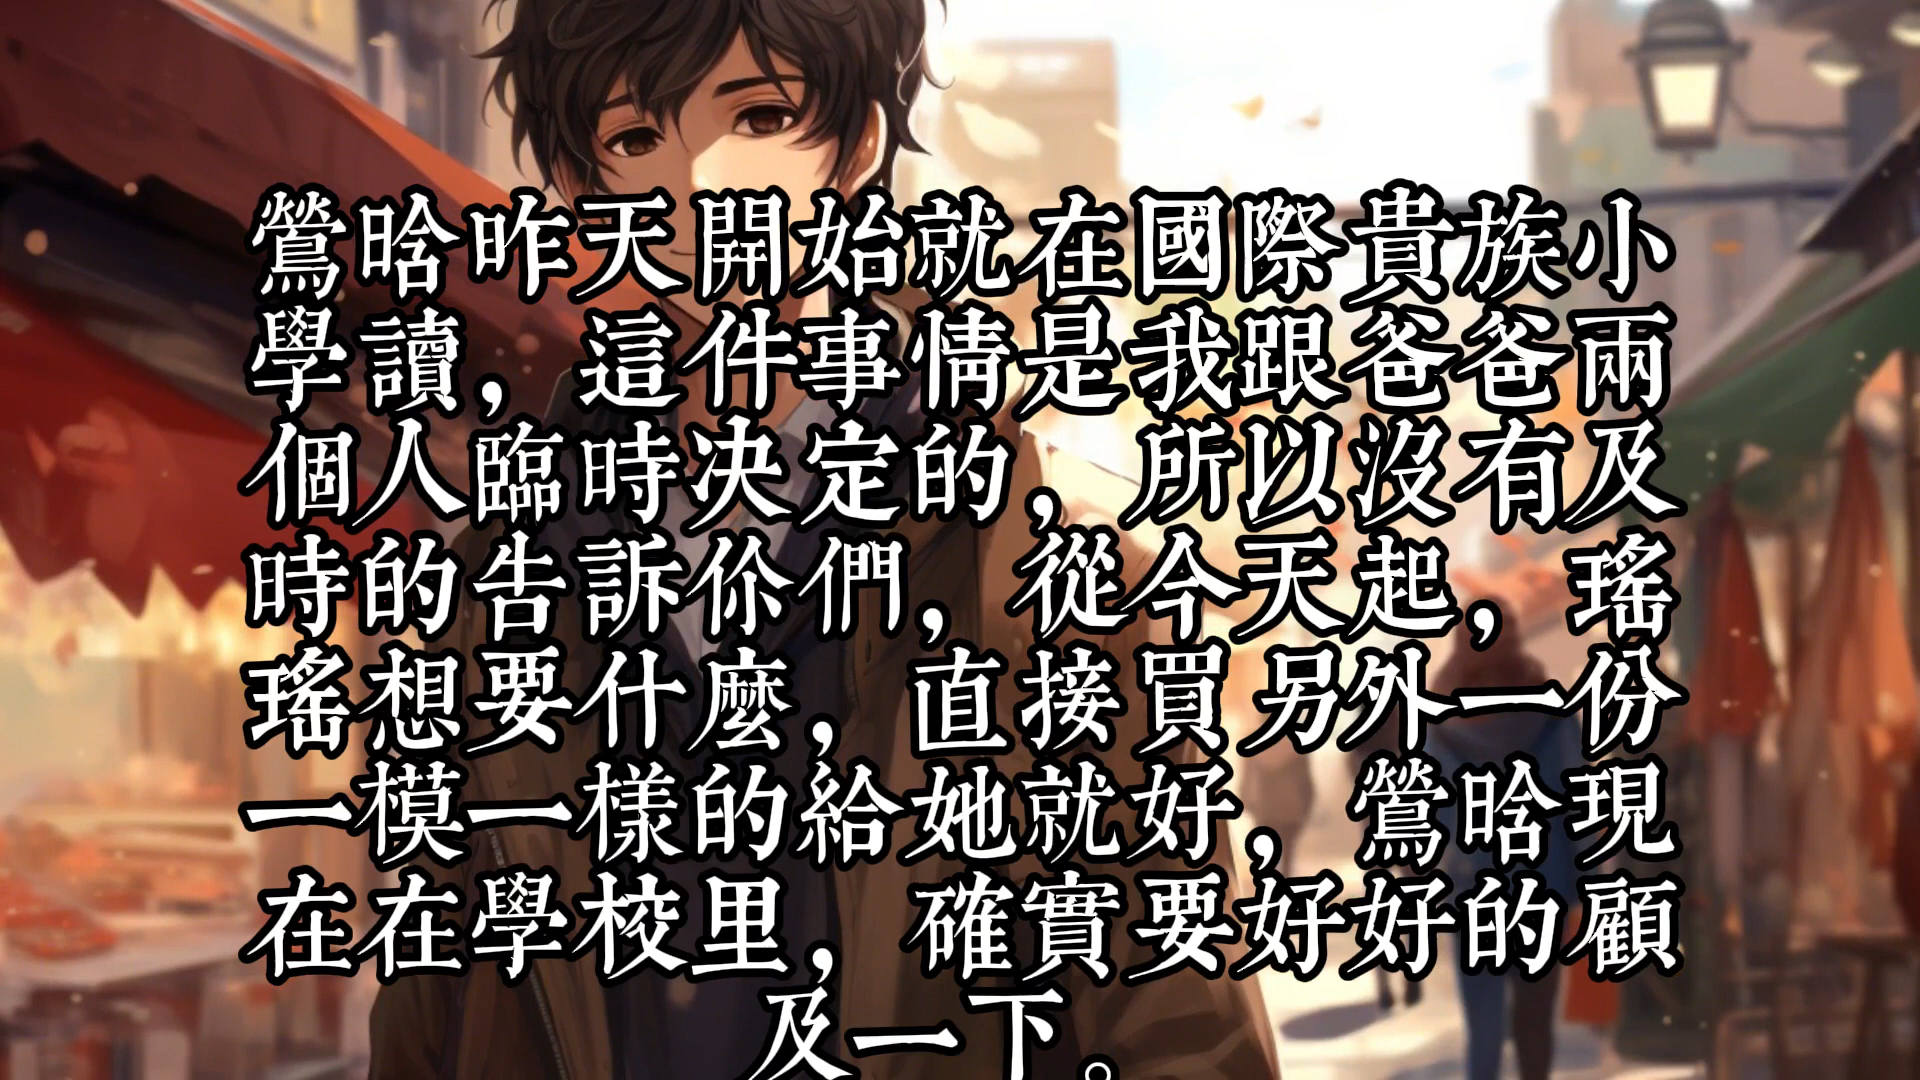 鶯晗昨天開始就在國際貴族小
學讀，這件事情是我跟爸爸兩
個人臨時決定的，所以沒有及
時的告訴你們，從今天起，瑤
瑤想要什麼，直接買另外一份
一模一樣的給她就好，鶯晗現
在在學校里，確實要好好的顧
及一下。